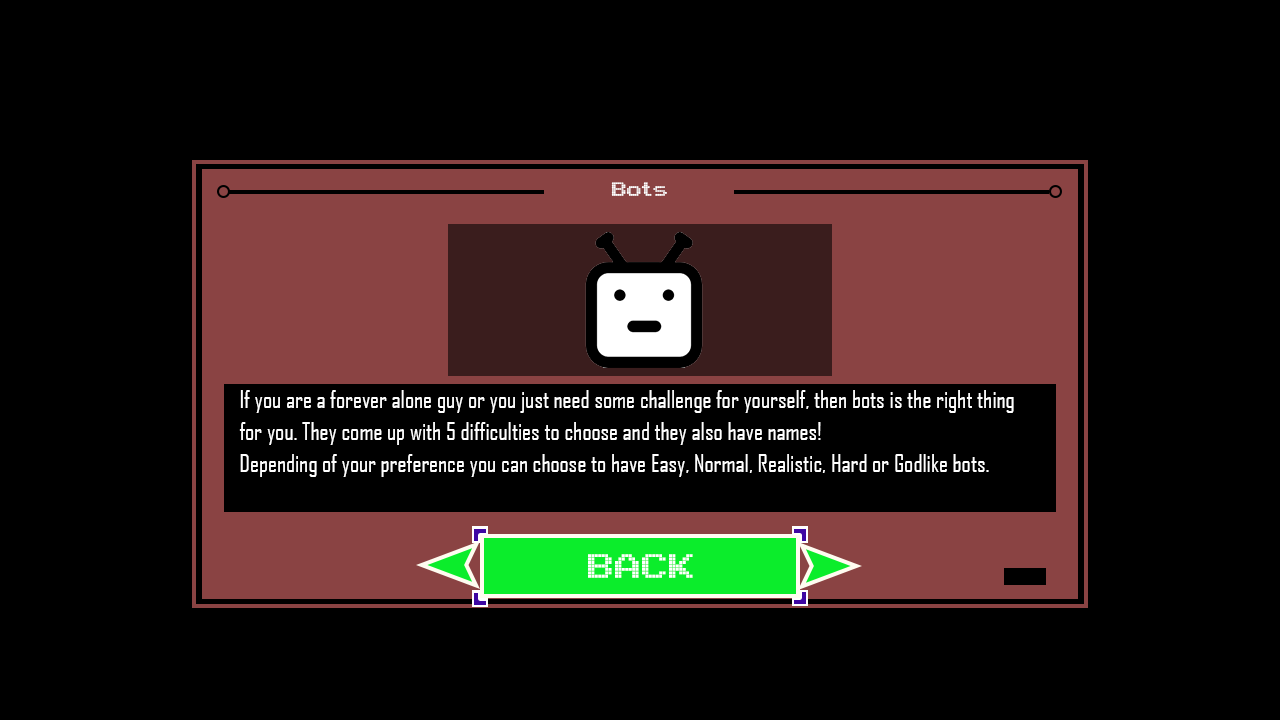 Bots
If you are a forever alone guy or you just need some challenge for yourself, then bots is the right thing
for you. They come up with 5 difficulties to choose and they also have names!
Depending of your preference you can choose to have Easy, Normal, Realistic, Hard or Godlike bots.
BACK